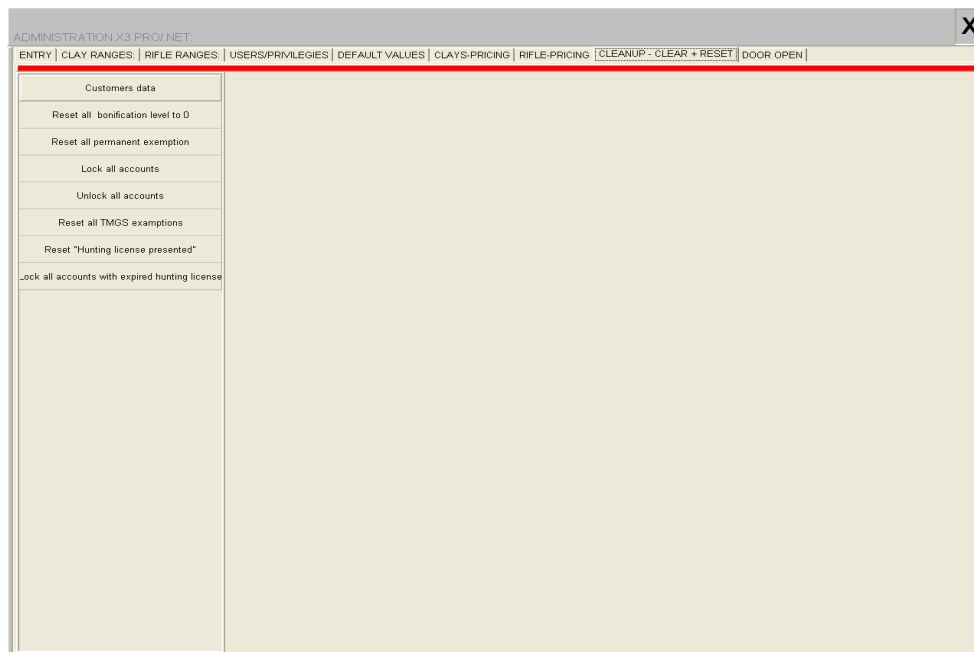 X
ADMINISTRATION X3 PRO/.NET:
ENTRY CLAY RANGES: RIFLE RANGES: USERS/PRIVILEGIES DEFAULT VALUES CLAYS-PRICING RIFLE-PRICING CLEANUP - CLEAR + RESET DOOR OPEN
Customers data
Reset all bonification level to 0
Reset all permanent exemption
Lock all accounts
Unlock all accounts
Reset all TMGS examptions
Reset "Hunting license presented"
Lock all accounts with expired hunting license